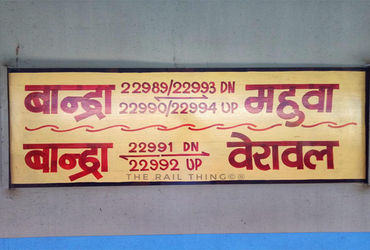 बान्द्रा 22989/22993 DN महुवा
22990/22994 UP
बान्द्रा 22991 DN वेरावल
22992 UP
THE RAIL THING©®